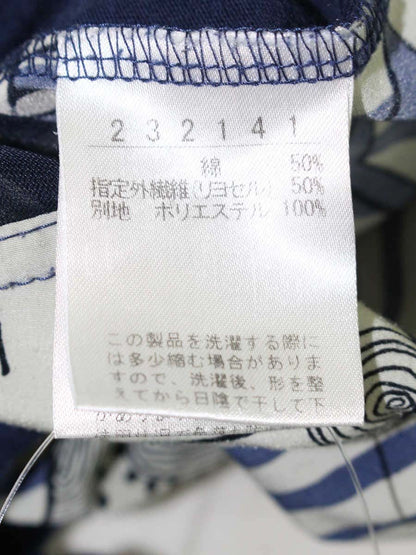 232141
綿 50%
指定外繊維(リヨセル) 50%
別地 ポリエステル 100%
この製品を洗濯する際に
は多少縮む場合がありま
すので、洗濯後、形を整
えてから日陰で干して下